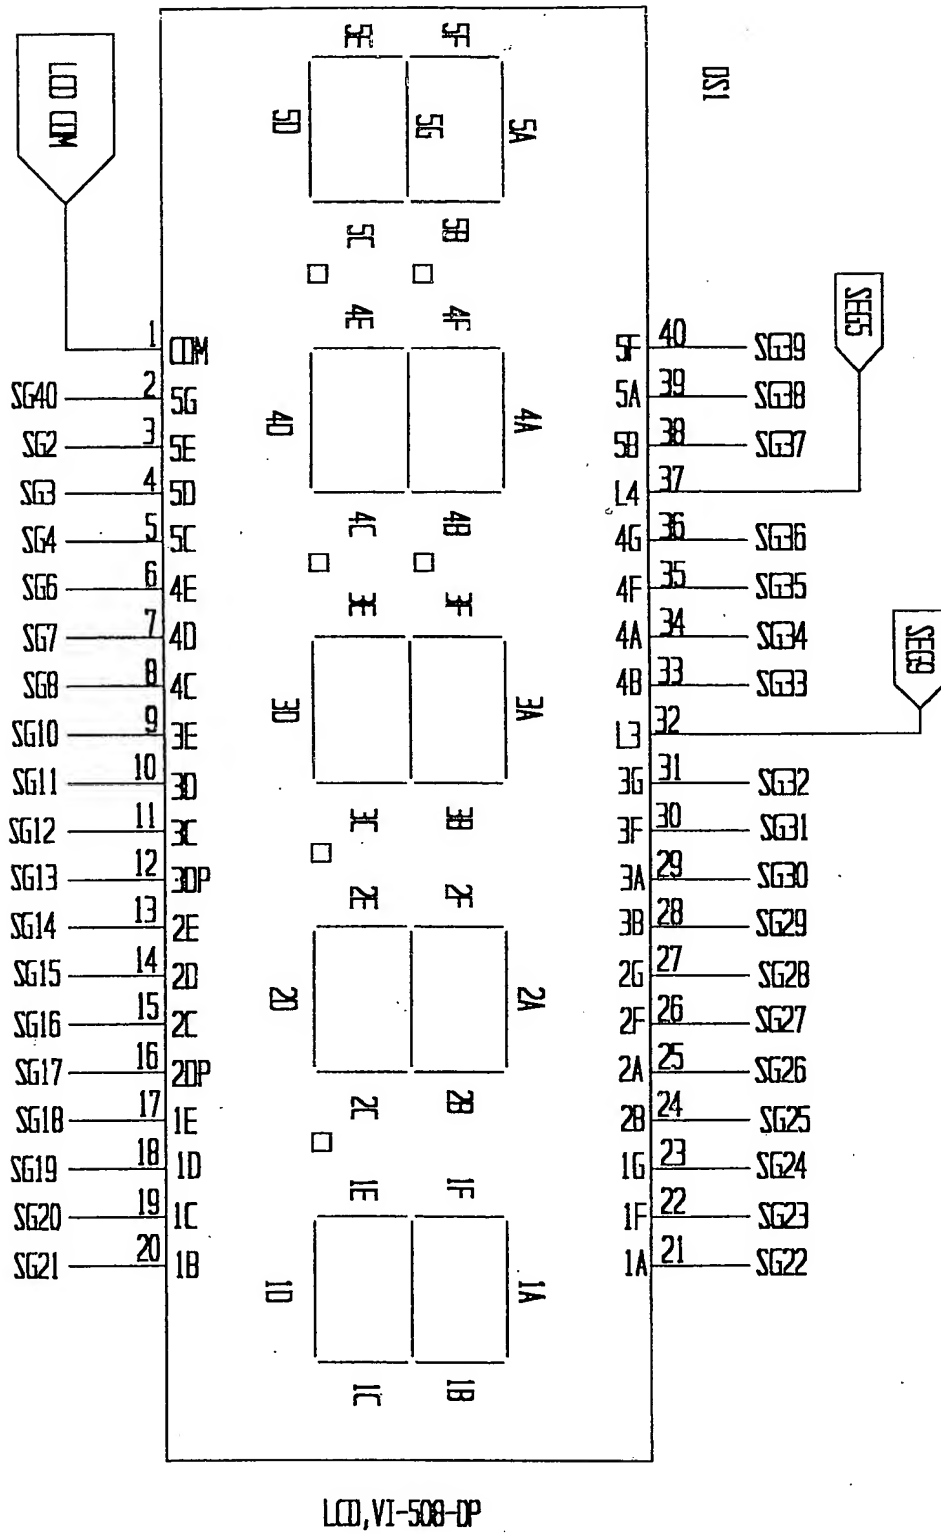 5E 5F
DS1
LCD COM
5D 5G 5A
5C 5B
4E 4F
SEG5
1 COM 5F 40 SG39
SG40 2 5G 5A 39 SG38
4D 4A
SG2 3 5E 5B 38 SG37
SG3 4 5D L4 37
4C 4B
SG4 5 5C 4G 36 SG36
SG6 6 4E 4F 35 SG35
3E 3F
SEG9
SG7 7 4D 4A 34 SG34
SG8 8 4C 4B 33 SG33
3D 3A
SG10 9 3E L3 32
SG11 10 3D 3G 31 SG32
3C 3B
SG12 11 3C 3F 30 SG31
SG13 12 3DP 3A 29 SG30
2E 2F
SG14 13 2E 3B 28 SG29
SG15 14 2D 2G 27 SG28
2D 2A
SG16 15 2C 2F 26 SG27
SG17 16 2DP 2A 25 SG26
2C 2B
SG18 17 1E 2B 24 SG25
SG19 18 1D 1G 23 SG24
1E 1F
SG20 19 1C 1F 22 SG23
SG21 20 1B 1A 21 SG22
1D 1A
1C 1B
LCD,VI-508-DP